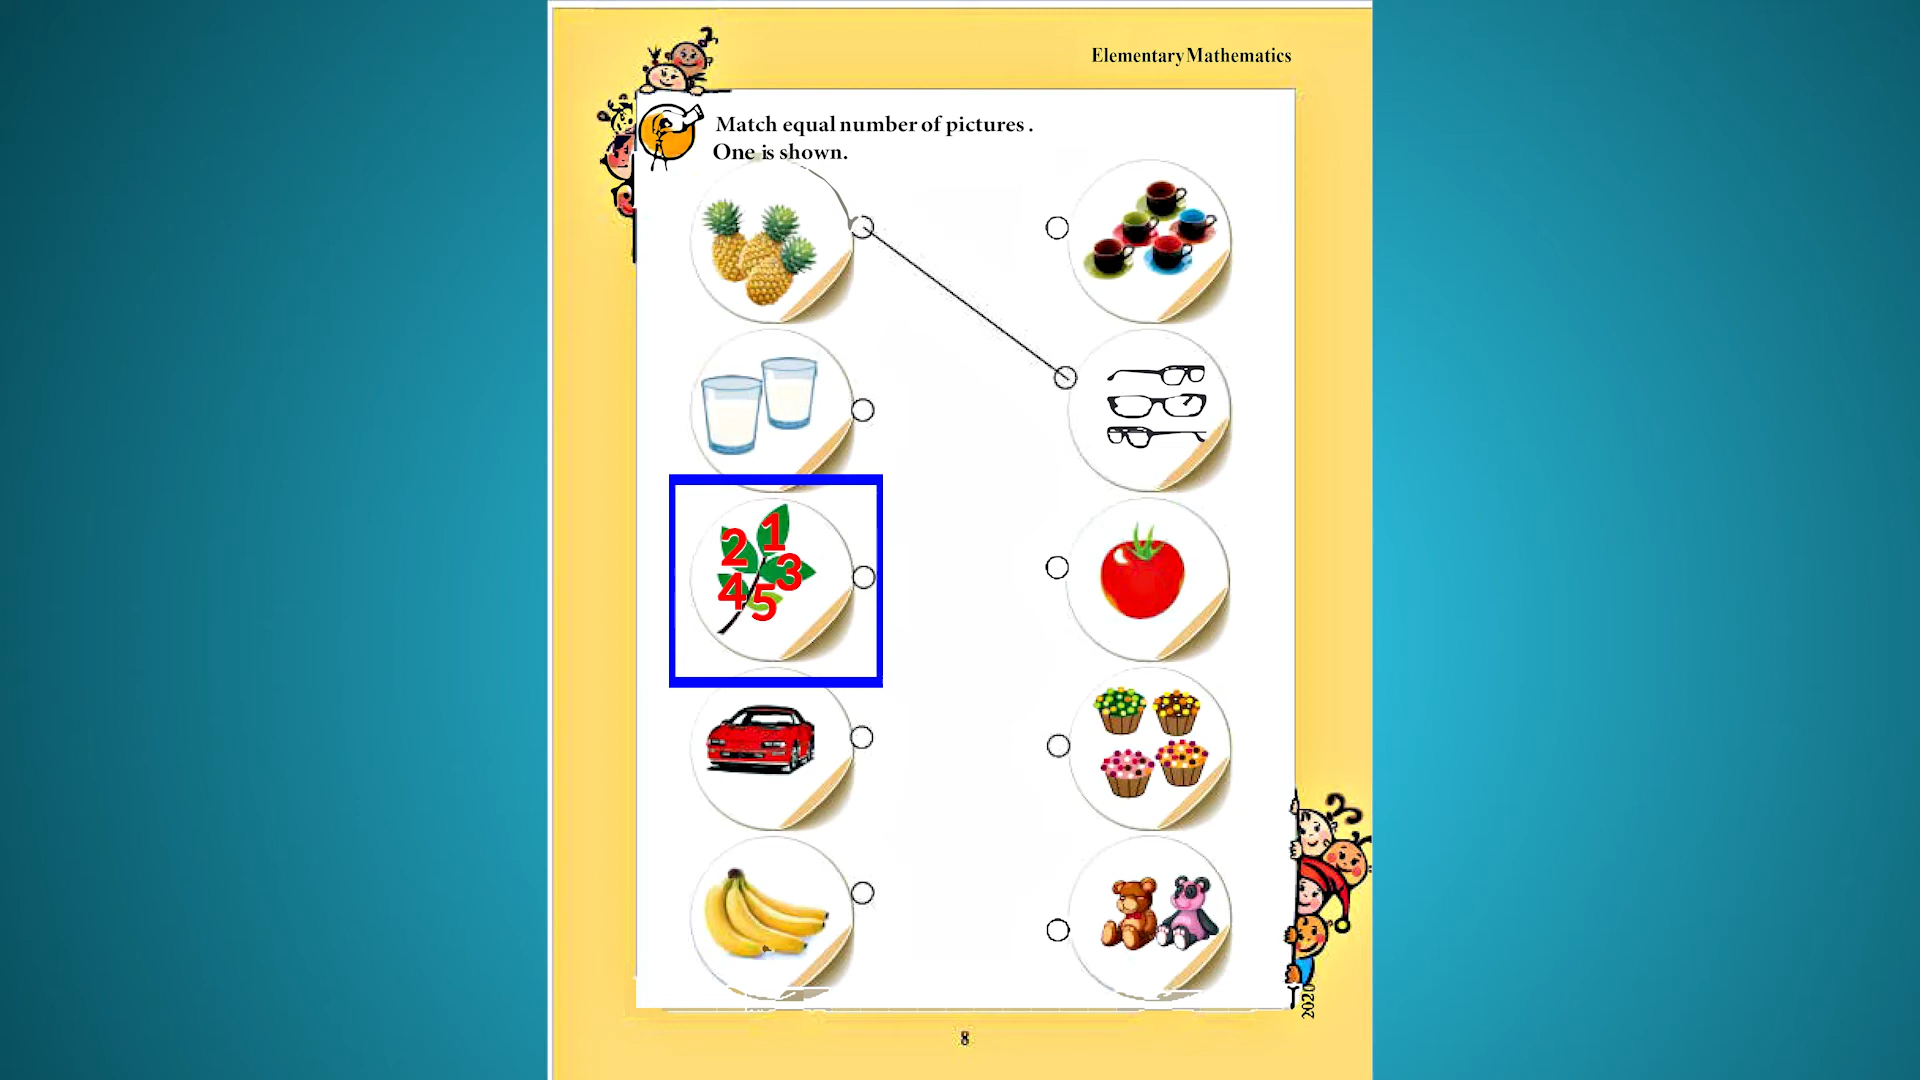 Elementary Mathematics
Match equal number of pictures .
One is shown.
1
2
3
4
5
2020
8